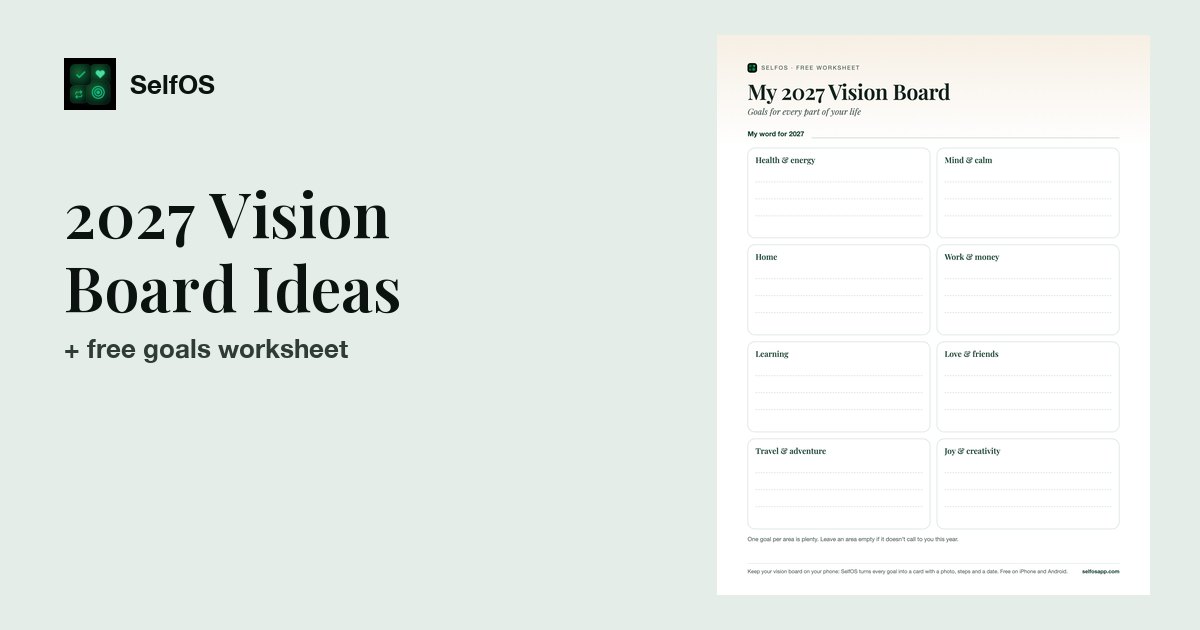 SelfOS
2027 Vision
Board Ideas
+ free goals worksheet
SELFOS · FREE WORKSHEET
My 2027 Vision Board
Goals for every part of your life
My word for 2027
Health & energy
Mind & calm
Home
Work & money
Learning
Love & friends
Travel & adventure
Joy & creativity
One goal per area is plenty. Leave an area empty if it doesn't call to you this year.
Keep your vision board on your phone: SelfOS turns every goal into a card with a photo, steps and a date. Free on iPhone and Android.
selfosapp.com